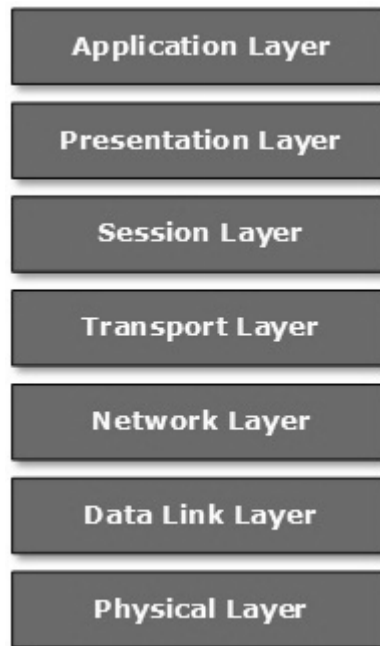 Application Layer
Presentation Layer
Session Layer
Transport Layer
Network Layer
Data Link Layer
Physical Layer